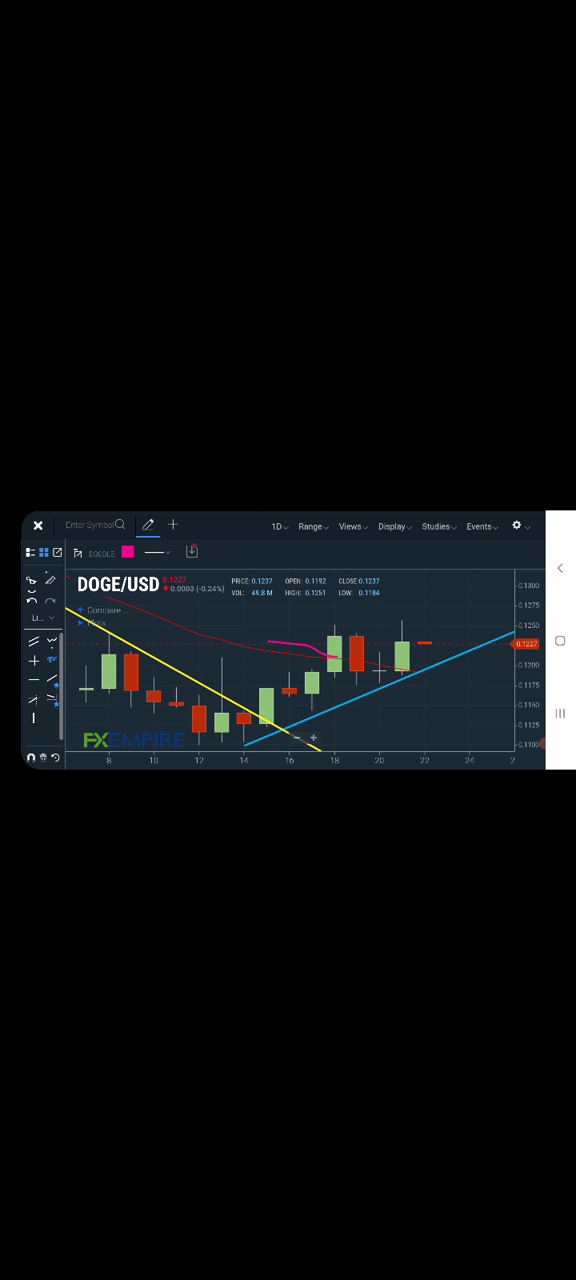 Enter Symbol
1D Range Views Display Studies Events
DOODLE:
DOGE/USD 0.1227
0.0003 (-0.24%)
PRICE: 0.1237 OPEN: 0.1192 CLOSE: 0.1237
VOL: 49.8 M HIGH: 0.1251 LOW: 0.1184
Compare ...
Li...
0.1300
0.1275
0.1250
0.1227
0.1200
0.1175
0.1150
0.1125
0.1100
FXEMPIRE
8 10 12 14 16 18 20 22 24